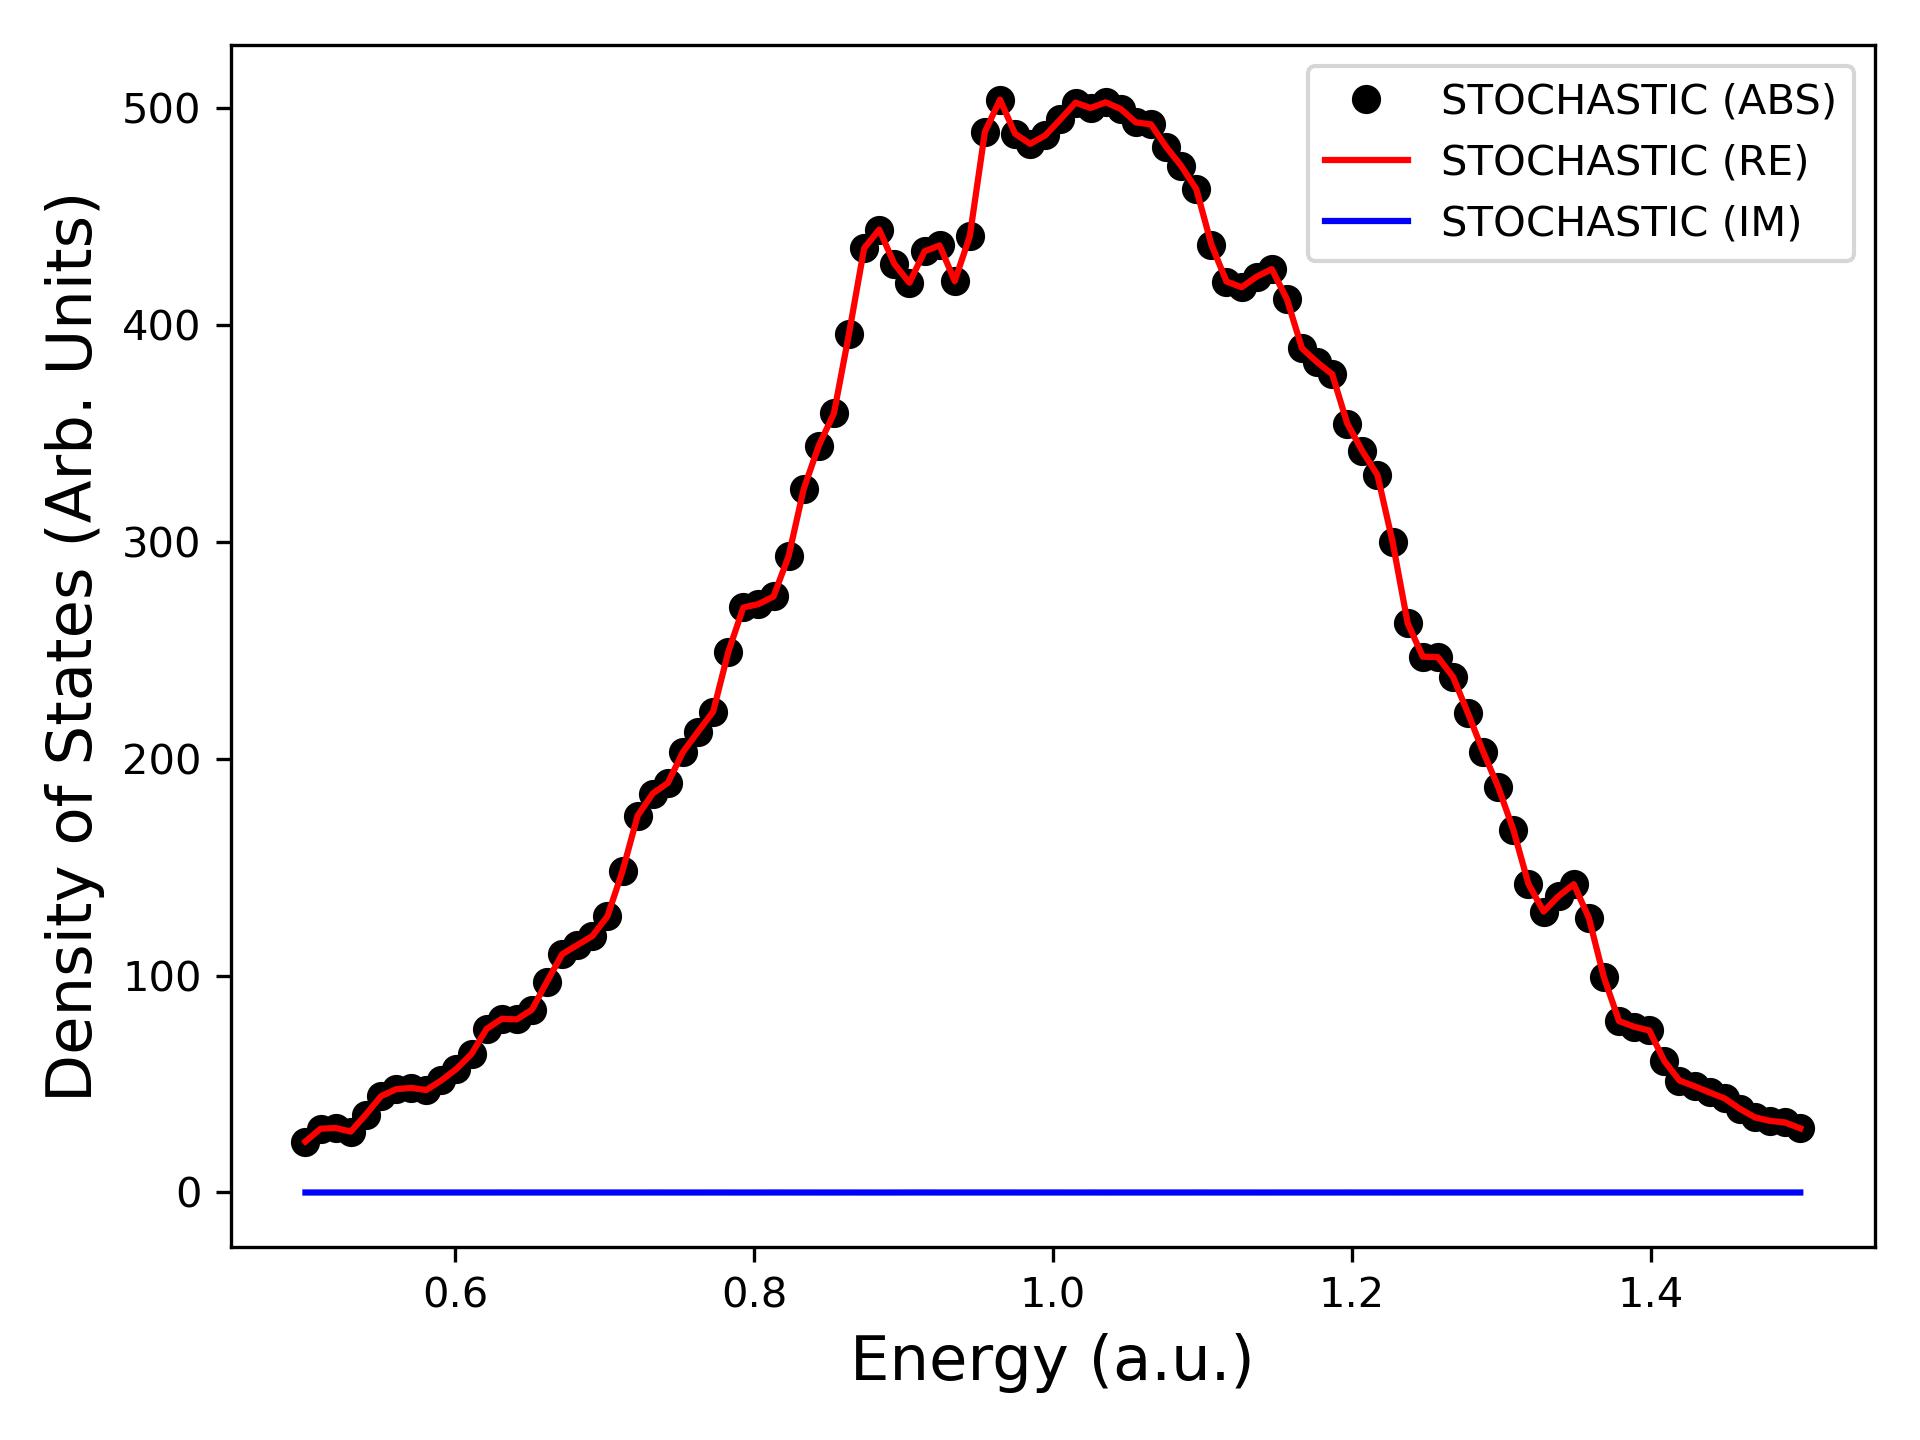 500
400
300
200
100
0
Density of States (Arb. Units)
STOCHASTIC (ABS)
STOCHASTIC (RE)
STOCHASTIC (IM)
0.6 0.8 1.0 1.2 1.4
Energy (a.u.)